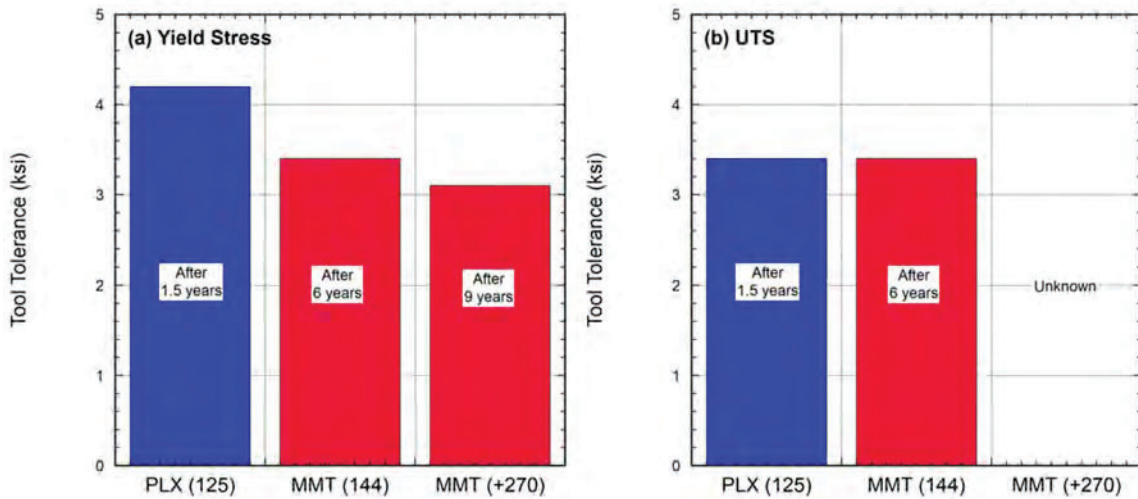 (a) Yield Stress
Tool Tolerance (ksi)
5
4
3
2
1
0
After
1.5 years
After
6 years
After
9 years
PLX (125)
MMT (144)
MMT (+270)
(b) UTS
Tool Tolerance (ksi)
5
4
3
2
1
0
After
1.5 years
After
6 years
Unknown
PLX (125)
MMT (144)
MMT (+270)